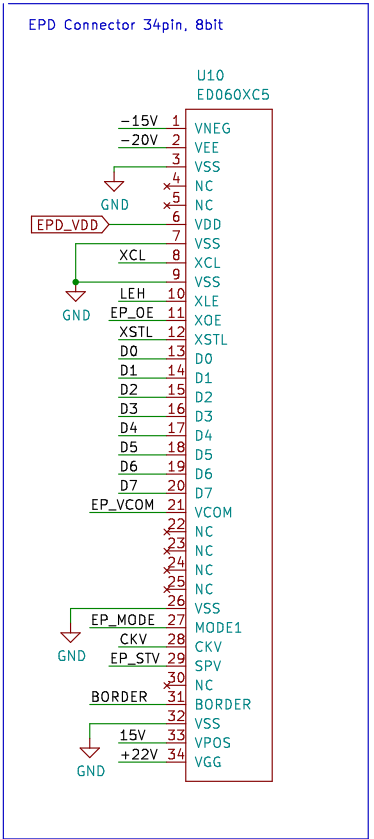 EPD Connector 34pin, 8bit
U10
ED060XC5
-15V 1 VNEG
-20V 2 VEE
3 VSS
GND
4 NC
5 NC
EPD_VDD 6 VDD
7 VSS
XCL 8 XCL
9 VSS
GND
LEH 10 XLE
EP_OE 11 XOE
XSTL 12 XSTL
D0 13 D0
D1 14 D1
D2 15 D2
D3 16 D3
D4 17 D4
D5 18 D5
D6 19 D6
D7 20 D7
EP_VCOM 21 VCOM
22 NC
23 NC
24 NC
25 NC
26 VSS
EP_MODE 27 MODE1
CKV 28 CKV
GND
EP_STV 29 SPV
30 NC
BORDER 31 BORDER
32 VSS
15V 33 VPOS
+22V 34 VGG
GND